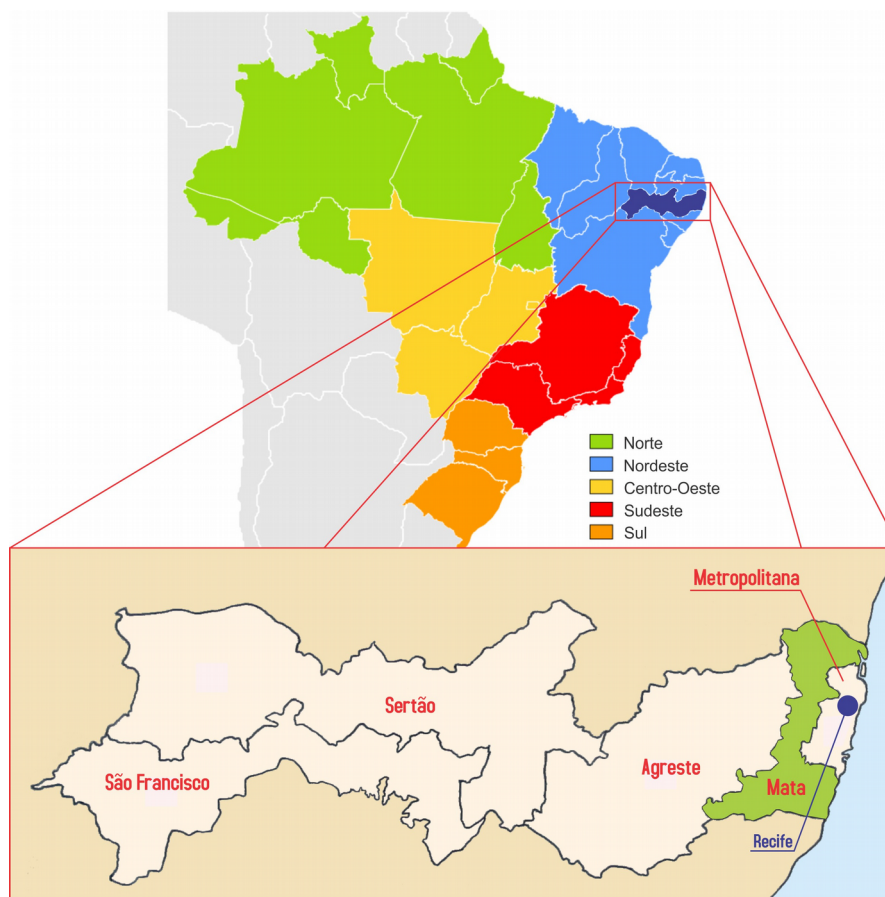 Norte
Nordeste
Centro-Oeste
Sudeste
Sul
Metropolitana
Sertão
São Francisco
Agreste
Mata
Recife